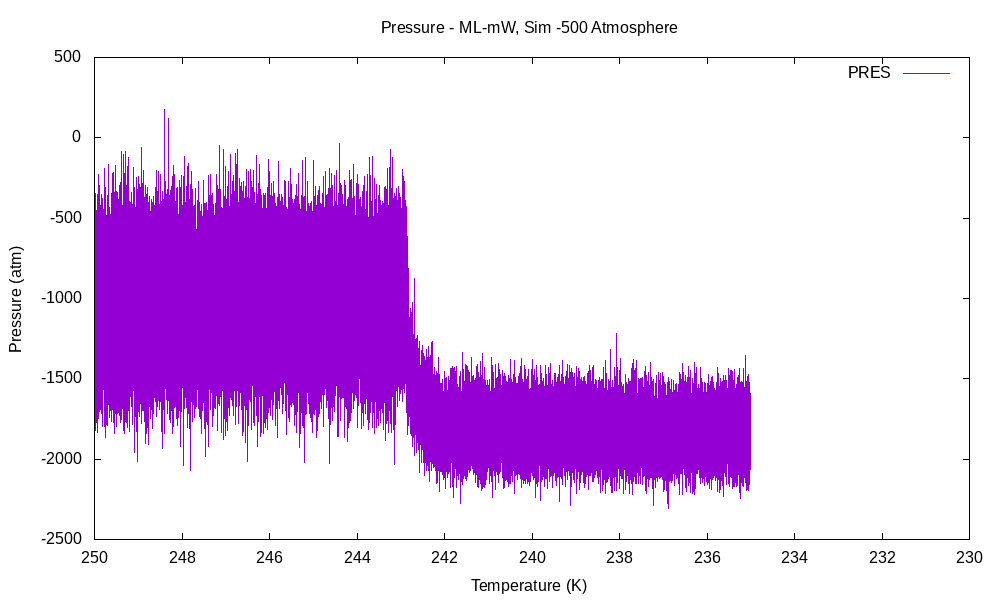 Pressure - ML-mW, Sim -500 Atmosphere
PRES
500
0
-500
-1000
-1500
-2000
-2500
Pressure (atm)
250 248 246 244 242 240 238 236 234 232 230
Temperature (K)